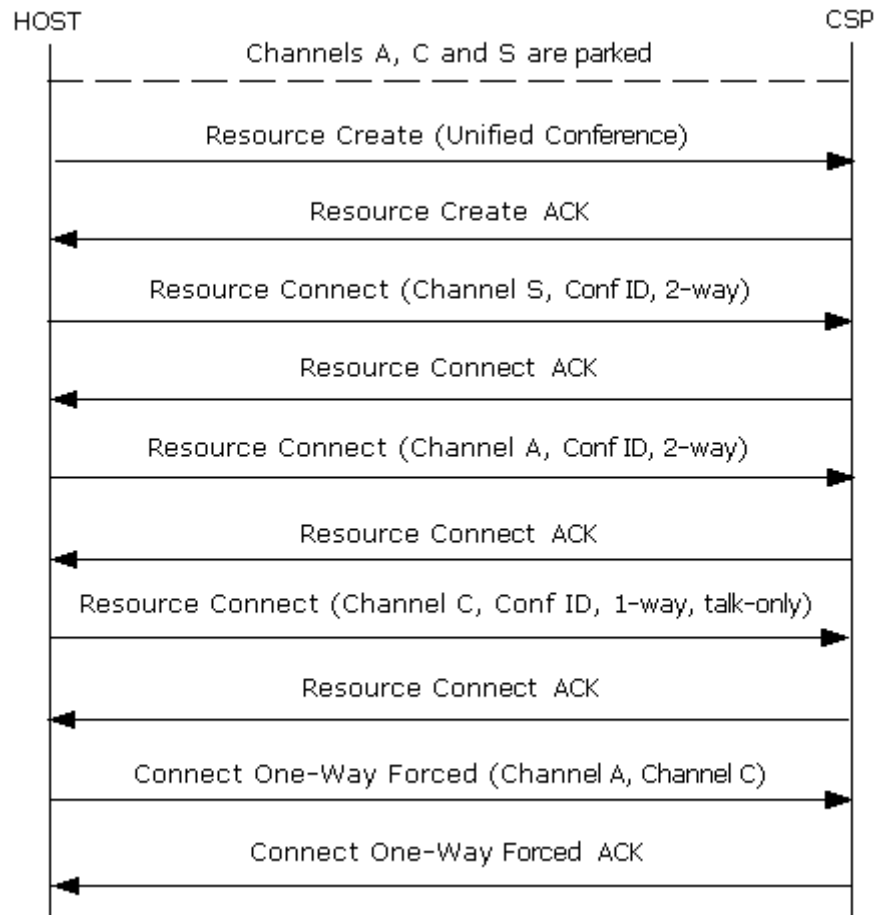 HOST
CSP
Channels A, C and S are parked
Resource Create (Unified Conference)
Resource Create ACK
Resource Connect (Channel S, Conf ID, 2-way)
Resource Connect ACK
Resource Connect (Channel A, Conf ID, 2-way)
Resource Connect ACK
Resource Connect (Channel C, Conf ID, 1-way, talk-only)
Resource Connect ACK
Connect One-Way Forced (Channel A, Channel C)
Connect One-Way Forced ACK